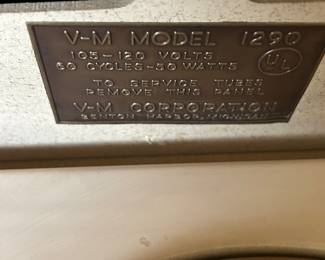 V-M MODEL 1290
105-120 VOLTS
60 CYCLES-50 WATTS
UL
TO SERVICE TUBES
REMOVE THIS PANEL
V-M CORPORATION
BENTON HARBOR, MICHIGAN